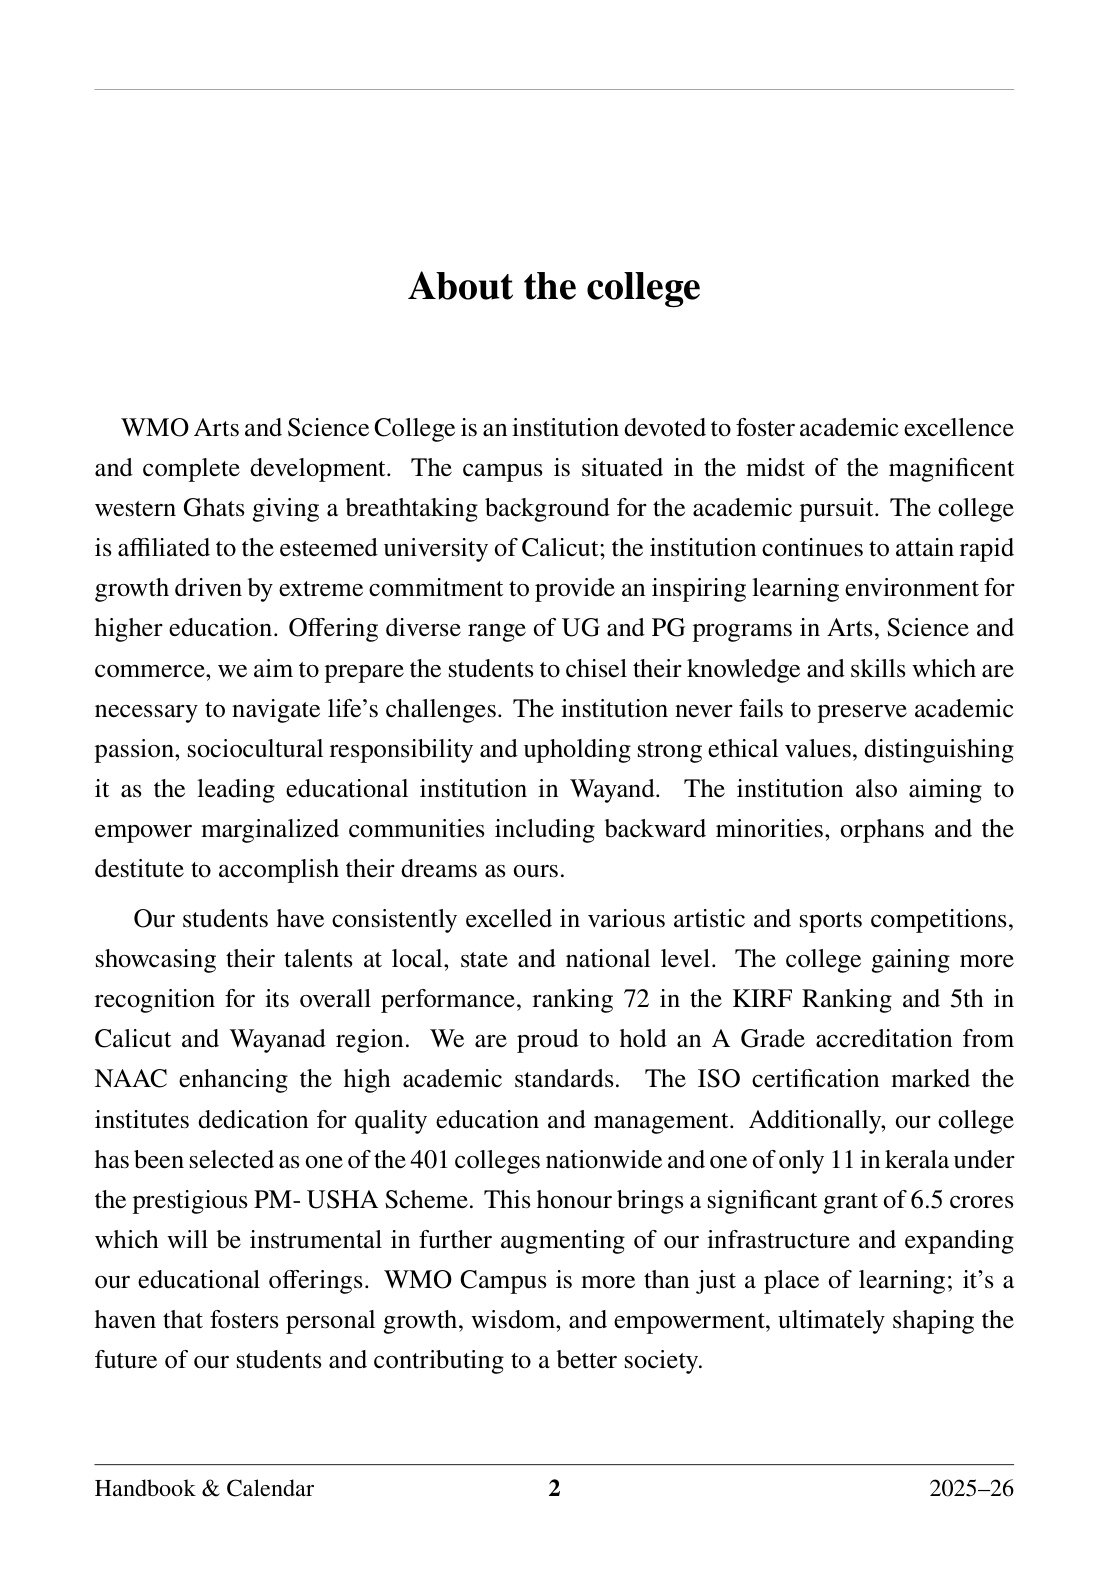 About the college
WMO Arts and Science College is an institution devoted to foster academic excellence
and complete development. The campus is situated in the midst of the magnificent
western Ghats giving a breathtaking background for the academic pursuit. The college
is affiliated to the esteemed university of Calicut; the institution continues to attain rapid
growth driven by extreme commitment to provide an inspiring learning environment for
higher education. Offering diverse range of UG and PG programs in Arts, Science and
commerce, we aim to prepare the students to chisel their knowledge and skills which are
necessary to navigate life’s challenges. The institution never fails to preserve academic
passion, sociocultural responsibility and upholding strong ethical values, distinguishing
it as the leading educational institution in Wayand. The institution also aiming to
empower marginalized communities including backward minorities, orphans and the
destitute to accomplish their dreams as ours.
Our students have consistently excelled in various artistic and sports competitions,
showcasing their talents at local, state and national level. The college gaining more
recognition for its overall performance, ranking 72 in the KIRF Ranking and 5th in
Calicut and Wayanad region. We are proud to hold an A Grade accreditation from
NAAC enhancing the high academic standards. The ISO certification marked the
institutes dedication for quality education and management. Additionally, our college
has been selected as one of the 401 colleges nationwide and one of only 11 in kerala under
the prestigious PM- USHA Scheme. This honour brings a significant grant of 6.5 crores
which will be instrumental in further augmenting of our infrastructure and expanding
our educational offerings. WMO Campus is more than just a place of learning; it’s a
haven that fosters personal growth, wisdom, and empowerment, ultimately shaping the
future of our students and contributing to a better society.
Handbook & Calendar 2 2025–26